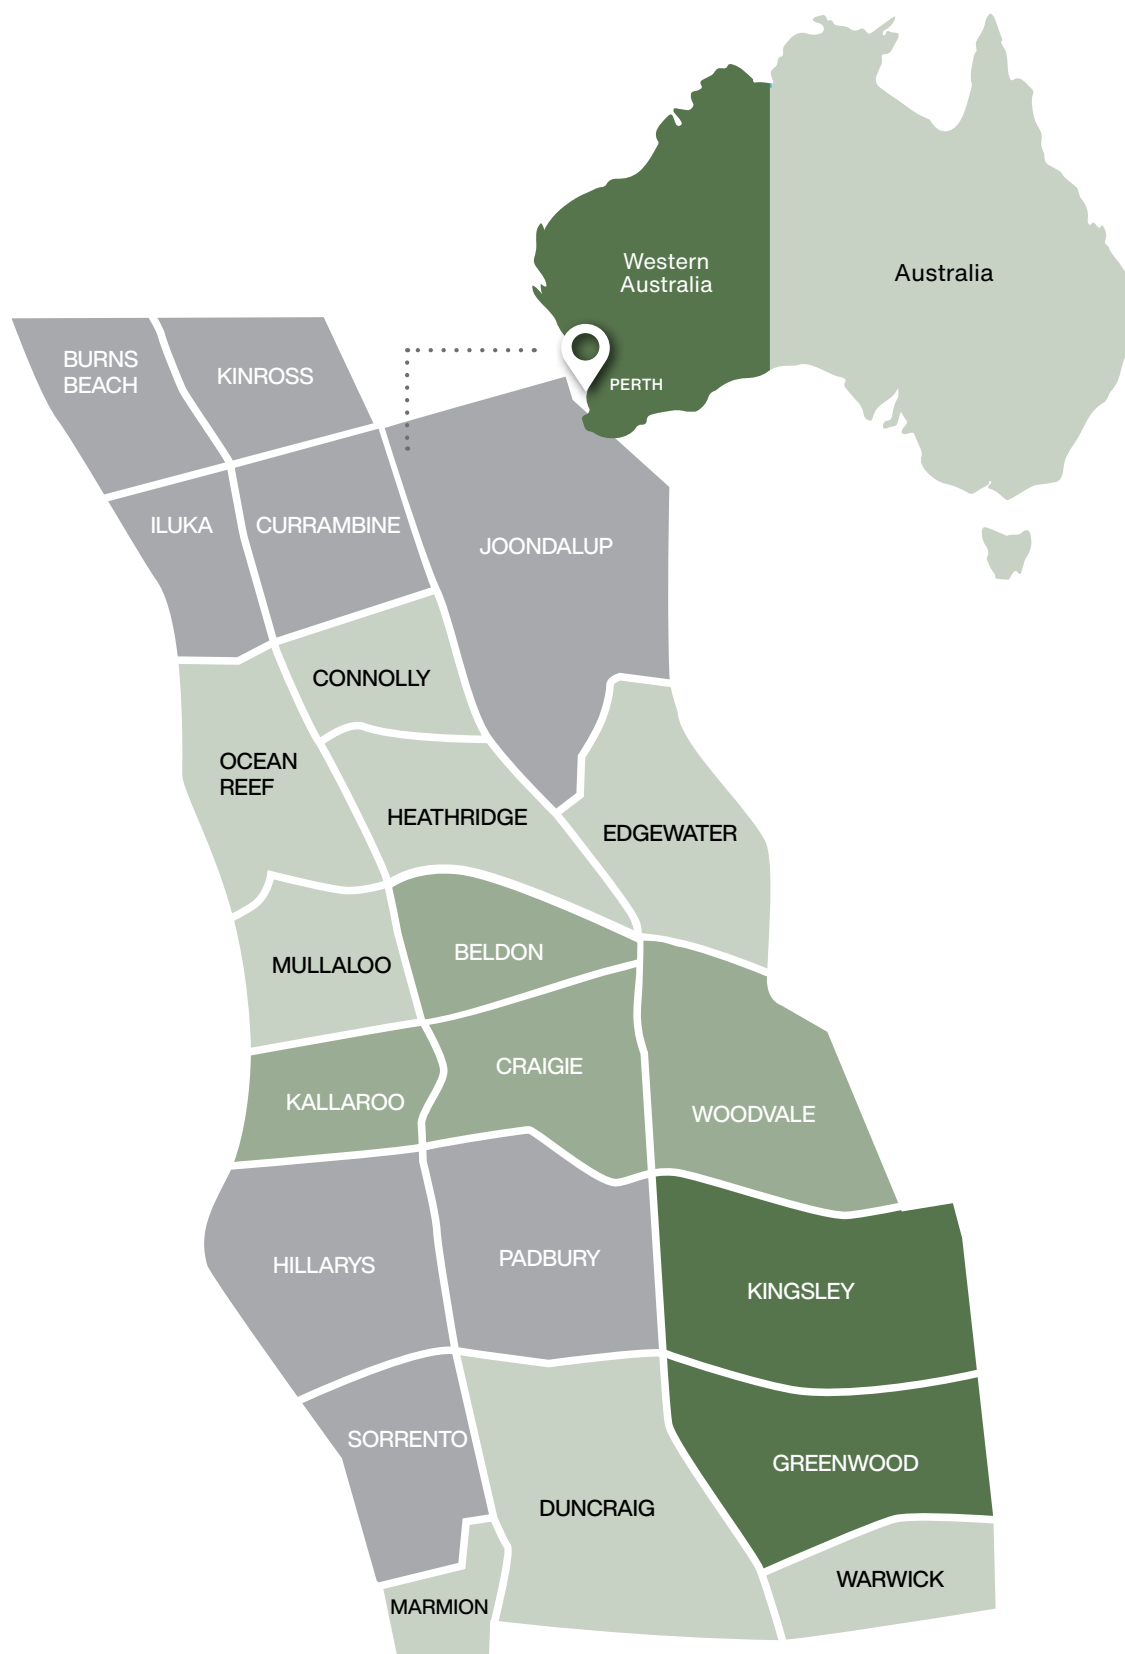 Western
Australia
Australia
PERTH
BURNS
BEACH
KINROSS
ILUKA
CURRAMBINE
JOONDALUP
CONNOLLY
OCEAN
REEF
HEATHRIDGE
EDGEWATER
MULLALOO
BELDON
CRAIGIE
KALLAROO
WOODVALE
HILLARYS
PADBURY
KINGSLEY
SORRENTO
GREENWOOD
DUNCRAIG
WARWICK
MARMION